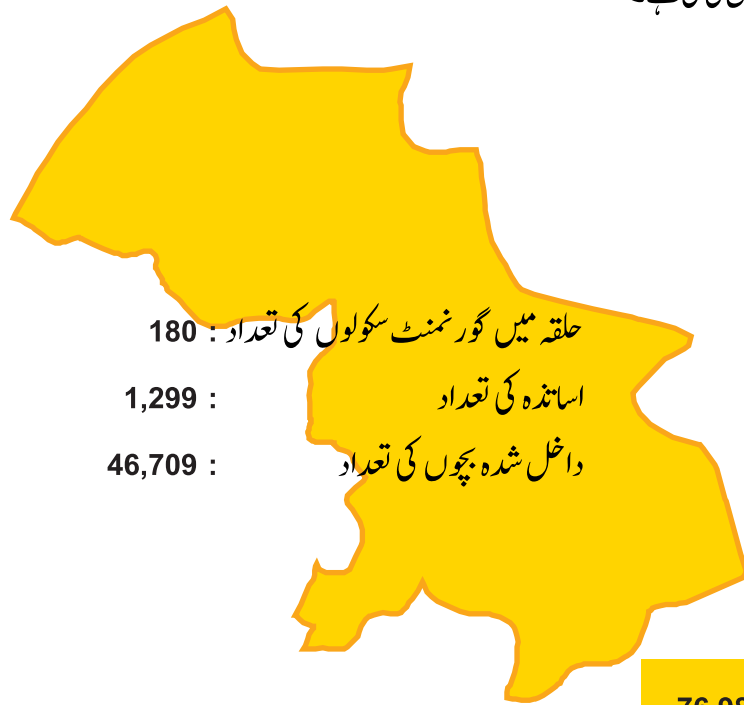 حلقہ میں گورنمنٹ سکولوں کی تعداد : 180
اساتذہ کی تعداد : 1,299
داخل شدہ بچوں کی تعداد : 46,709